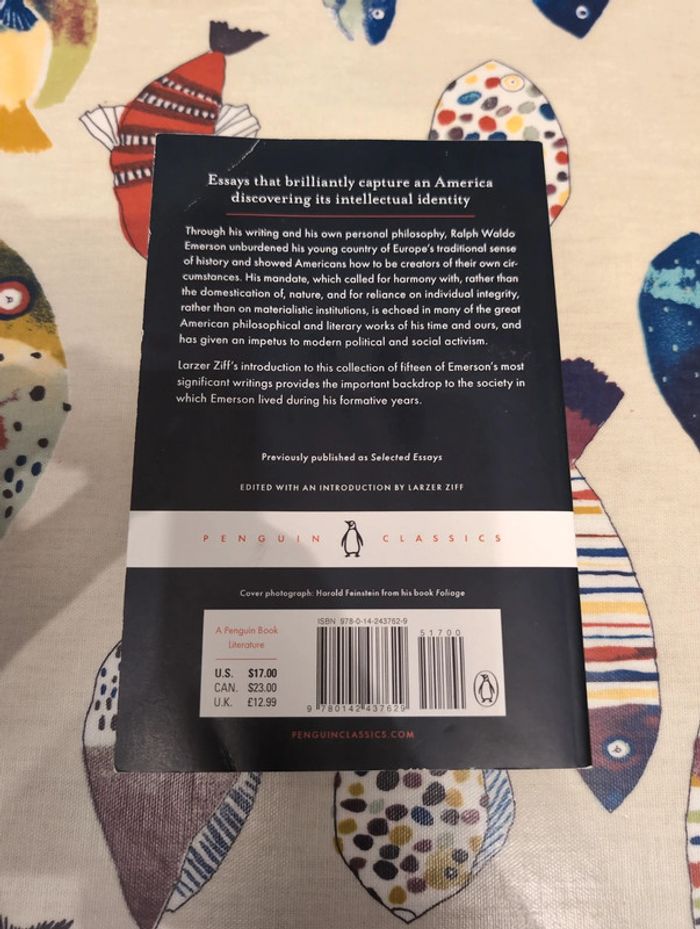 Essays that brilliantly capture an America
discovering its intellectual identity
Through his writing and his own personal philosophy, Ralph Waldo
Emerson unburdened his young country of Europe's traditional sense
of history and showed Americans how to be creators of their own cir-
cumstances. His mandate, which called for harmony with, rather than
the domestication of, nature, and for reliance on individual integrity,
rather than on materialistic institutions, is echoed in many of the great
American philosophical and literary works of his time and ours, and
has given an impetus to modern political and social activism.
Larzer Ziff's introduction to this collection of fifteen of Emerson's most
significant writings provides the important backdrop to the society in
which Emerson lived during his formative years.
Previously published as Selected Essays
EDITED WITH AN INTRODUCTION BY LARZER ZIFF
PENGUIN CLASSICS
Cover photograph: Harold Feinstein from his book Foliage
A Penguin Book
Literature
U.S. $17.00
CAN. $23.00
U.K. £12.99
ISBN 978-0-14-243762-9
51700
9 780142 437629
PENGUINCLASSICS.COM